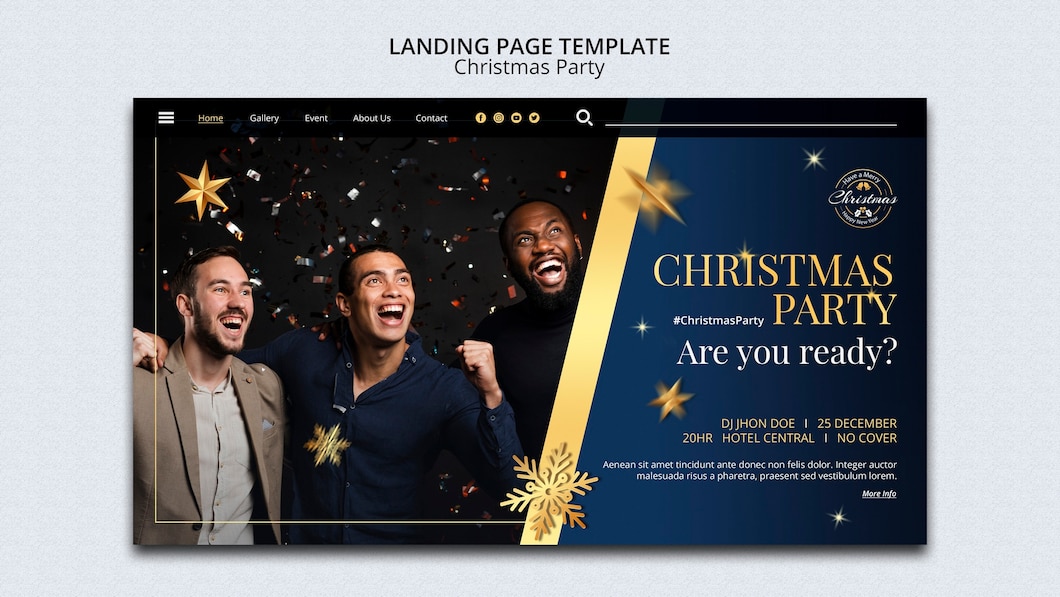 LANDING PAGE TEMPLATE
Christmas Party
Home Gallery Event About Us Contact
Have a Merry
Christmas
Happy New Year
CHRISTMAS
#ChristmasParty PARTY
Are you ready?
DJ JHON DOE I 25 DECEMBER
20HR HOTEL CENTRAL I NO COVER
Aenean sit amet tincidunt ante donec non felis dolor. Integer auctor
malesuada risus a pharetra, praesent sed vestibulum lorem.
More Info